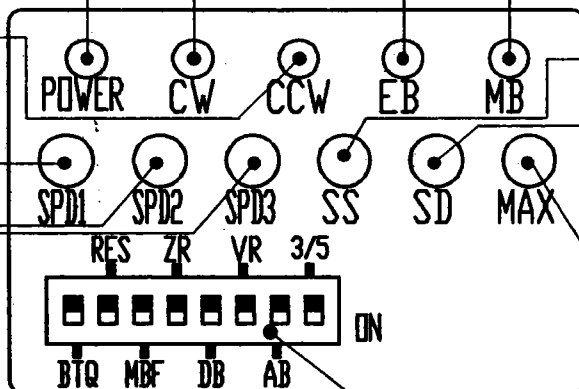 POWER CW CCW EB MB
SPD1 SPD2 SPD3 SS SD MAX
RES ZR VR 3/5
ON
BTQ MBF DB AB